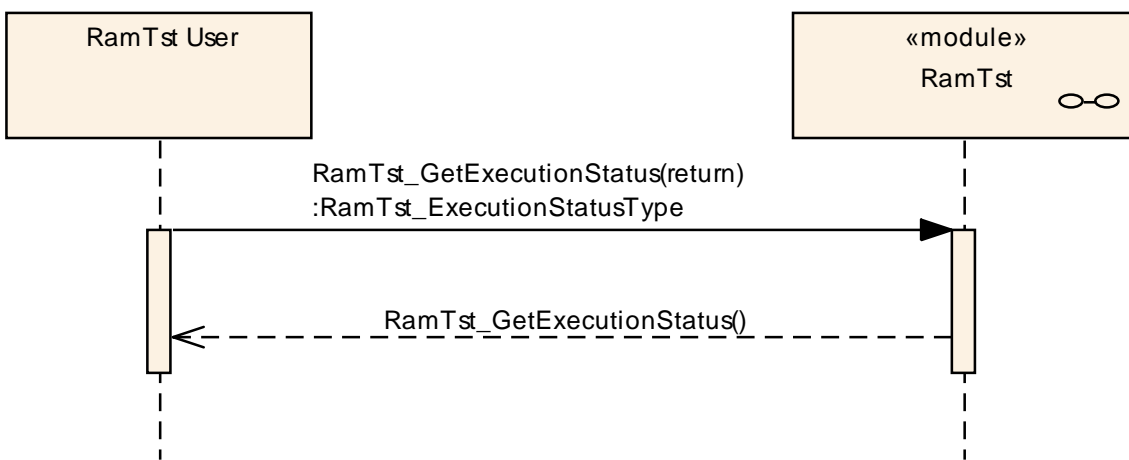 RamTst User
«module»
RamTst
RamTst_GetExecutionStatus(return)
:RamTst_ExecutionStatusType
RamTst_GetExecutionStatus()